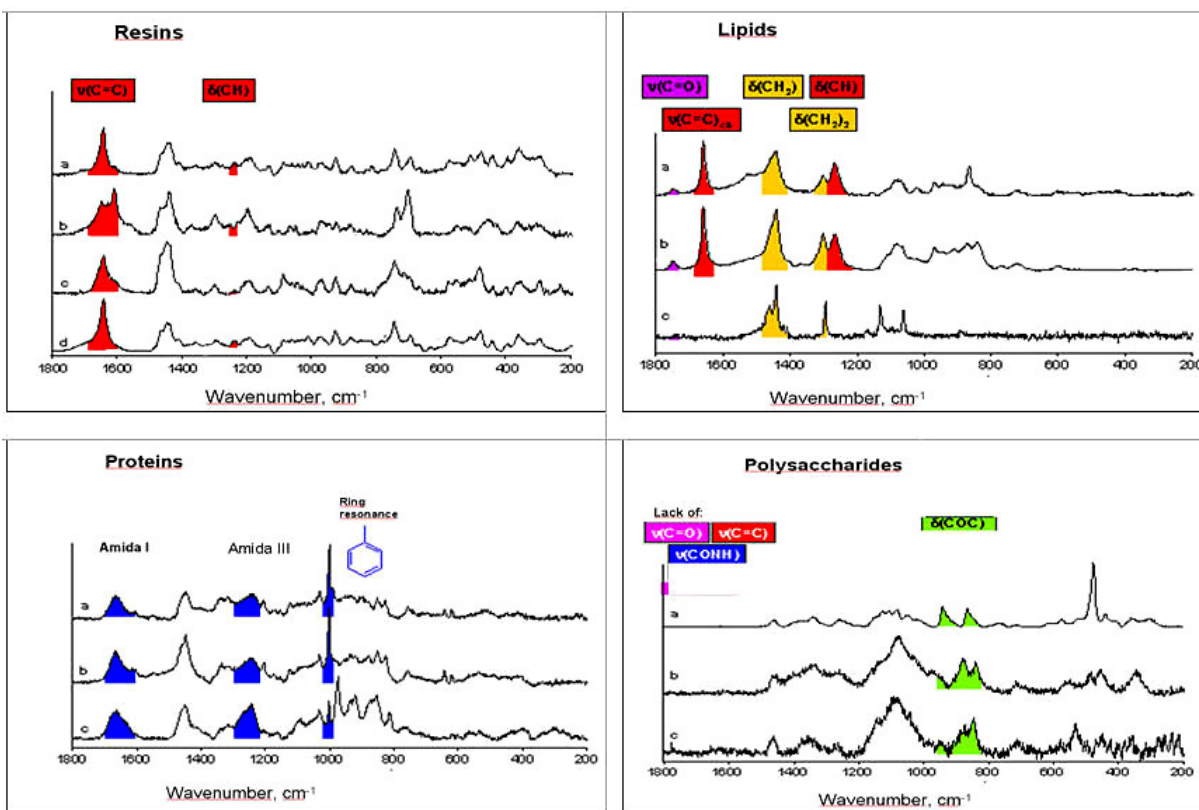 Resins
ν(C=C) δ(CH)
a
b
c
d
1800 1600 1400 1200 1000 800 600 400 200
Wavenumber, cm⁻¹
Lipids
ν(C=O) δ(CH₂) δ(CH)
ν(C=C)cis δ(CH₂)₂
a
b
c
1800 1600 1400 1200 1000 800 600 400 200
Wavenumber, cm⁻¹
Proteins
Ring
resonance
Amida I Amida III
a
b
c
1800 1600 1400 1200 1000 800 600 400 200
Wavenumber, cm⁻¹
Polysaccharides
Lack of:
δ(COC)
ν(C=O) ν(C=C)
ν(CONH)
a
b
c
1800 1600 1400 1200 1000 800 600 400 200
Wavenumber, cm⁻¹